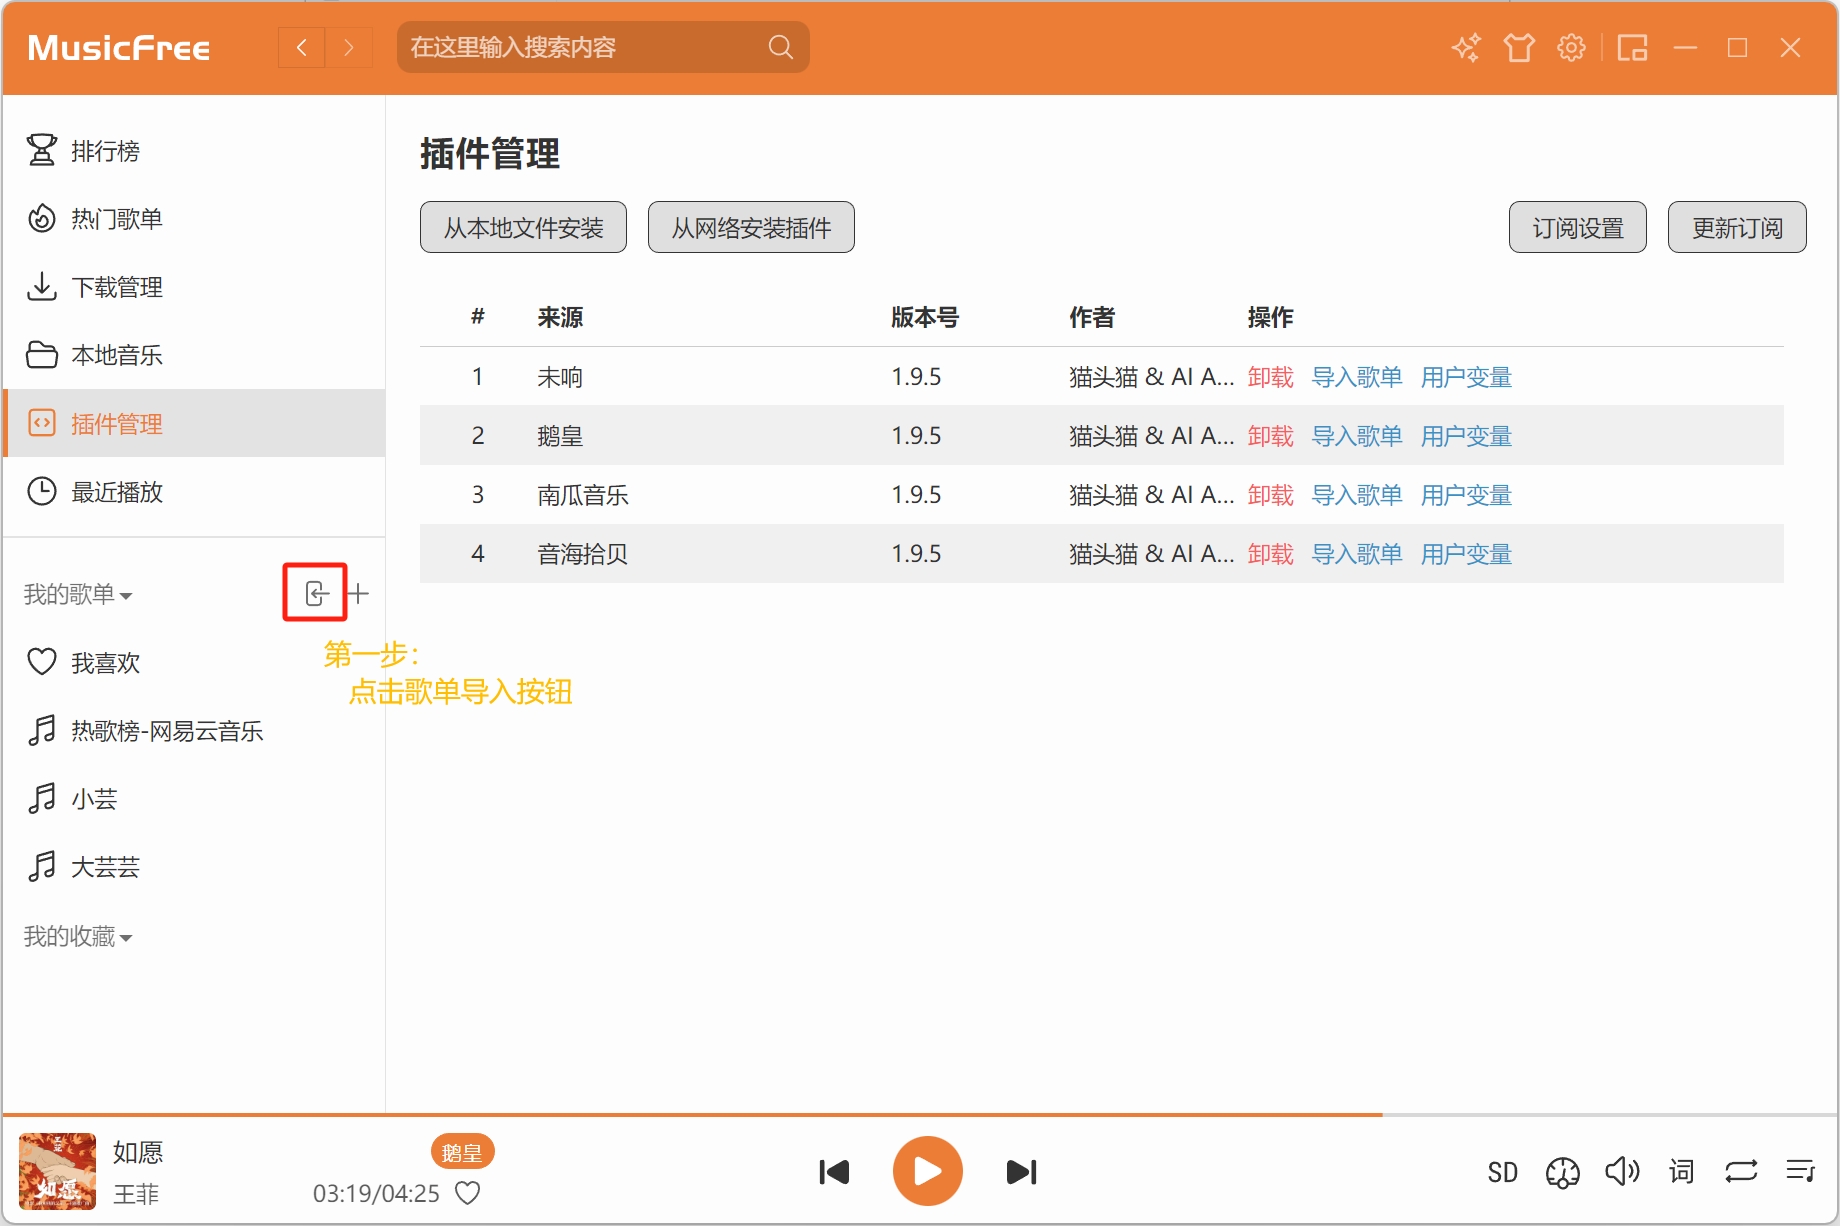 MusicFree
在这里输入搜索内容
排行榜
热门歌单
下载管理
本地音乐
插件管理
最近播放
我的歌单
我喜欢
热歌榜-网易云音乐
小芸
大芸芸
我的收藏
插件管理
从本地文件安装 从网络安装插件 订阅设置 更新订阅
# 来源 版本号 作者 操作
1 未响 1.9.5 猫头猫 & AI A... 卸载 导入歌单 用户变量
2 鹅皇 1.9.5 猫头猫 & AI A... 卸载 导入歌单 用户变量
3 南瓜音乐 1.9.5 猫头猫 & AI A... 卸载 导入歌单 用户变量
4 音海拾贝 1.9.5 猫头猫 & AI A... 卸载 导入歌单 用户变量
第一步：
点击歌单导入按钮
如愿
如愿 鹅皇
王菲 03:19/04:25
SD 词